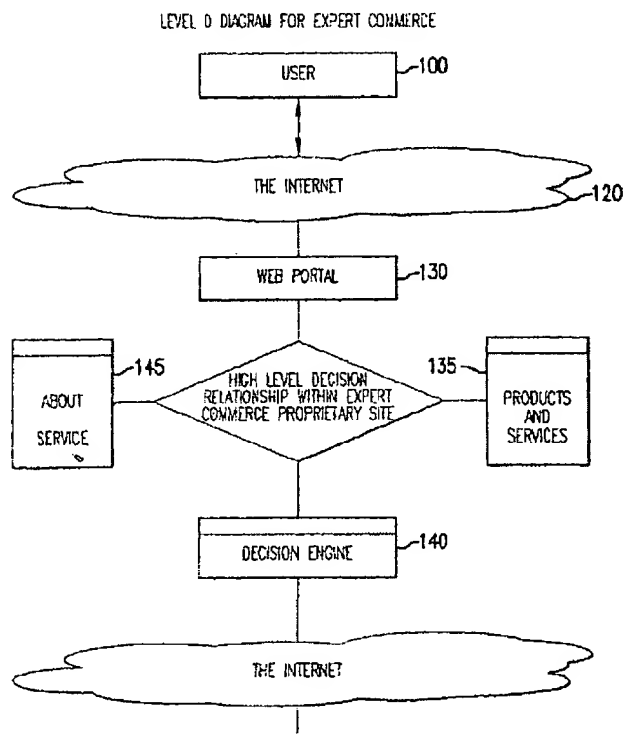 LEVEL 0 DIAGRAM FOR EXPERT COMMERCE
USER
100
THE INTERNET
120
WEB PORTAL
130
145
135
ABOUT
SERVICE
HIGH LEVEL DECISION
RELATIONSHIP WITHIN EXPERT
COMMERCE PROPRIETARY SITE
PRODUCTS
AND
SERVICES
DECISION ENGINE
140
THE INTERNET